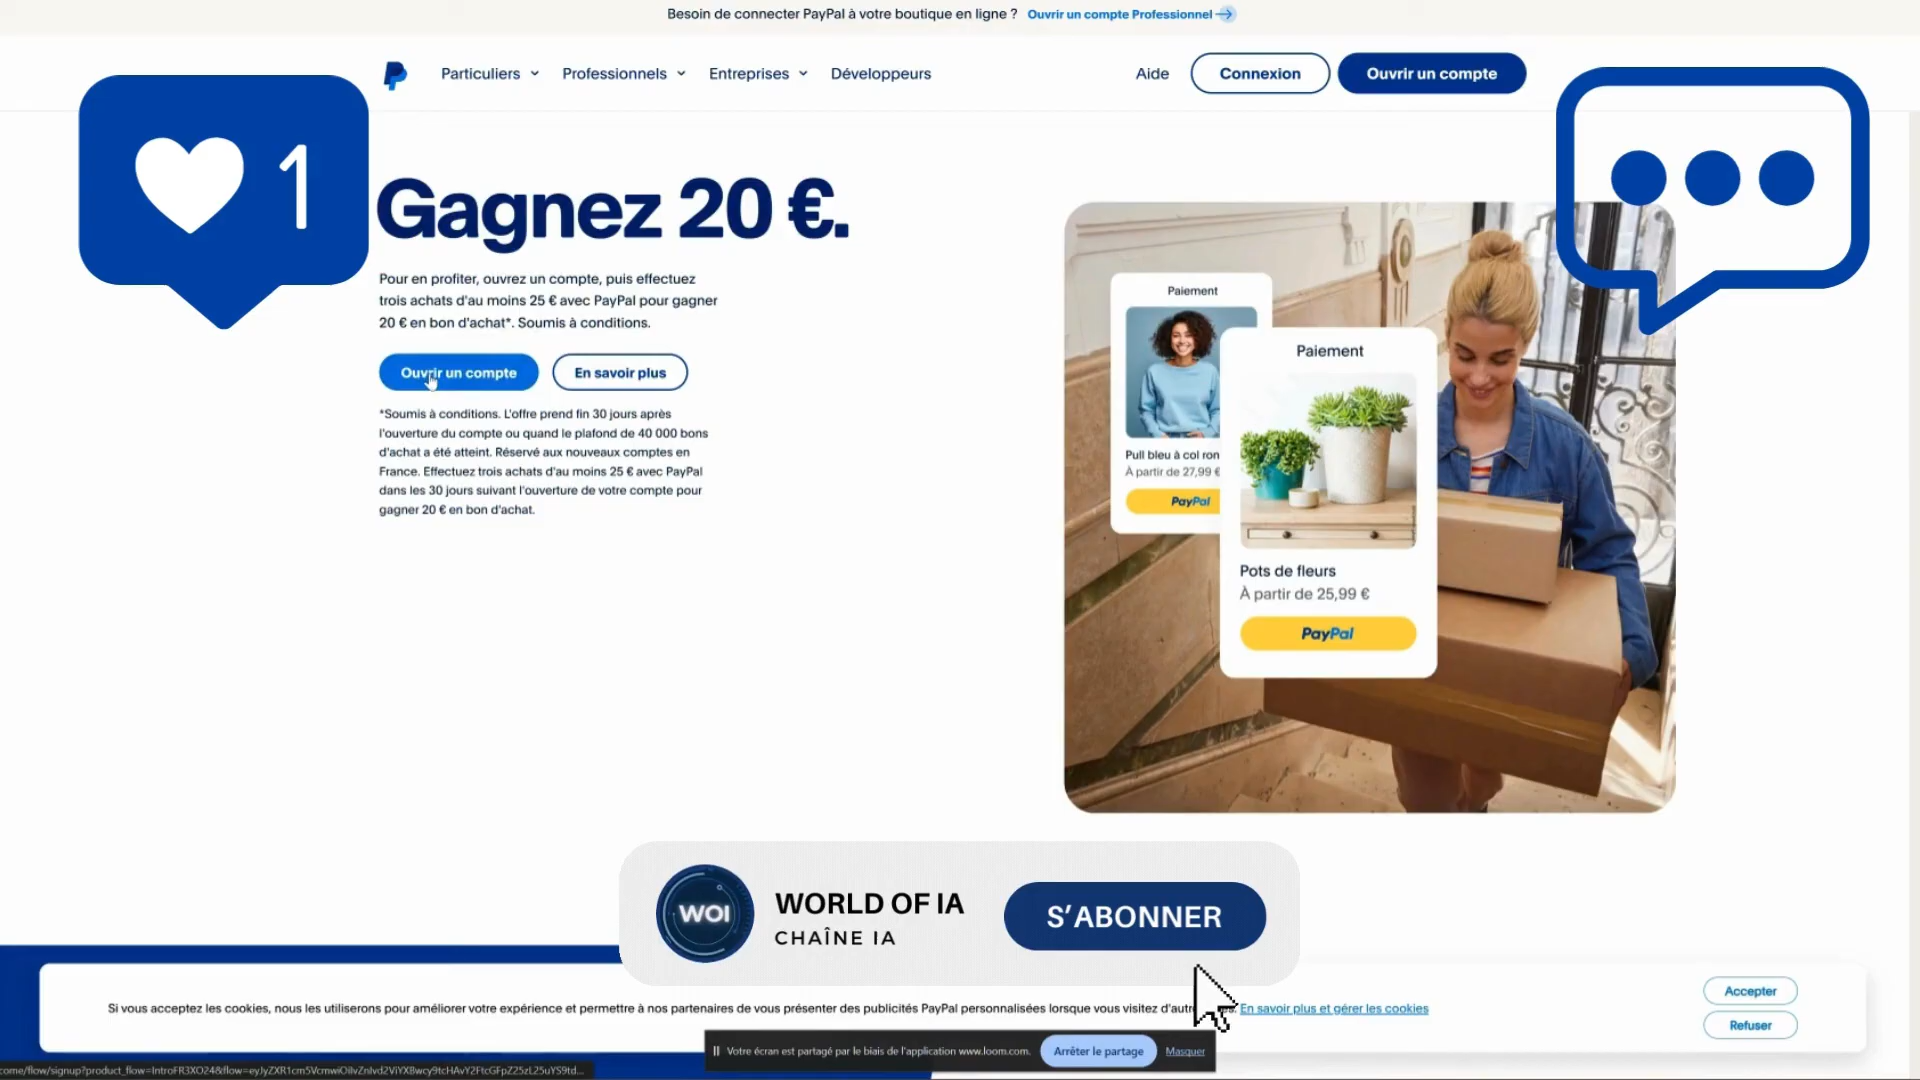 Besoin de connecter PayPal à votre boutique en ligne ? Ouvrir un compte Professionnel
Particuliers Professionnels Entreprises Développeurs Aide Connexion Ouvrir un compte
1
Gagnez 20 €.
Pour en profiter, ouvrez un compte, puis effectuez
trois achats d'au moins 25 € avec PayPal pour gagner
20 € en bon d'achat*. Soumis à conditions.
Ouvrir un compte En savoir plus
*Soumis à conditions. L'offre prend fin 30 jours après
l'ouverture du compte ou quand le plafond de 40 000 bons
d'achat a été atteint. Réservé aux nouveaux comptes en
France. Effectuez trois achats d'au moins 25 € avec PayPal
dans les 30 jours suivant l'ouverture de votre compte pour
gagner 20 € en bon d'achat.
Paiement
Pull bleu à col ron
À partir de 27,99 €
PayPal
Paiement
Pots de fleurs
À partir de 25,99 €
PayPal
WOI
WORLD OF IA
CHAÎNE IA
S'ABONNER
Si vous acceptez les cookies, nous les utiliserons pour améliorer votre expérience et permettre à nos partenaires de vous présenter des publicités PayPal personnalisées lorsque vous visitez d'autr En savoir plus et gérer les cookies
Accepter
Refuser
Votre écran est partagé par le biais de l'application www.loom.com. Arrêter le partage Masquer